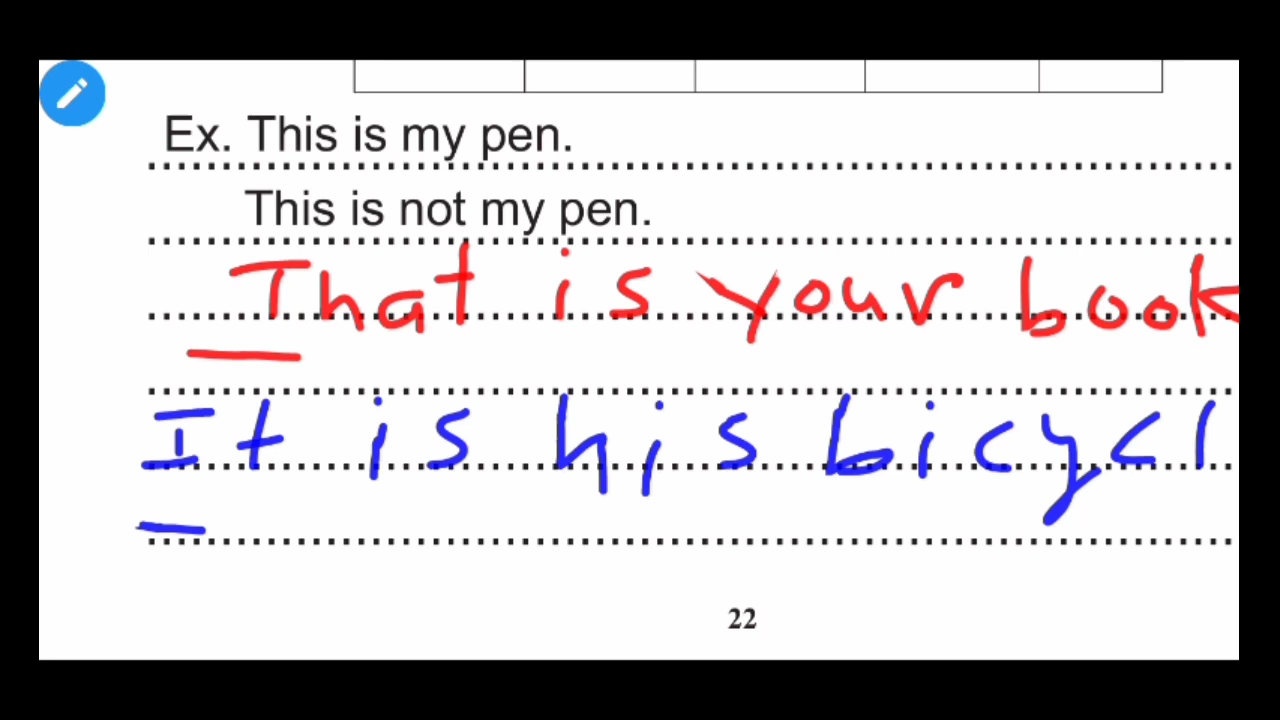 Ex. This is my pen.
This is not my pen.
That is your book
It is his bicycl
22